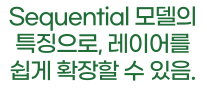 Sequential 모델의
특징으로, 레이어를
쉽게 확장할 수 있음.